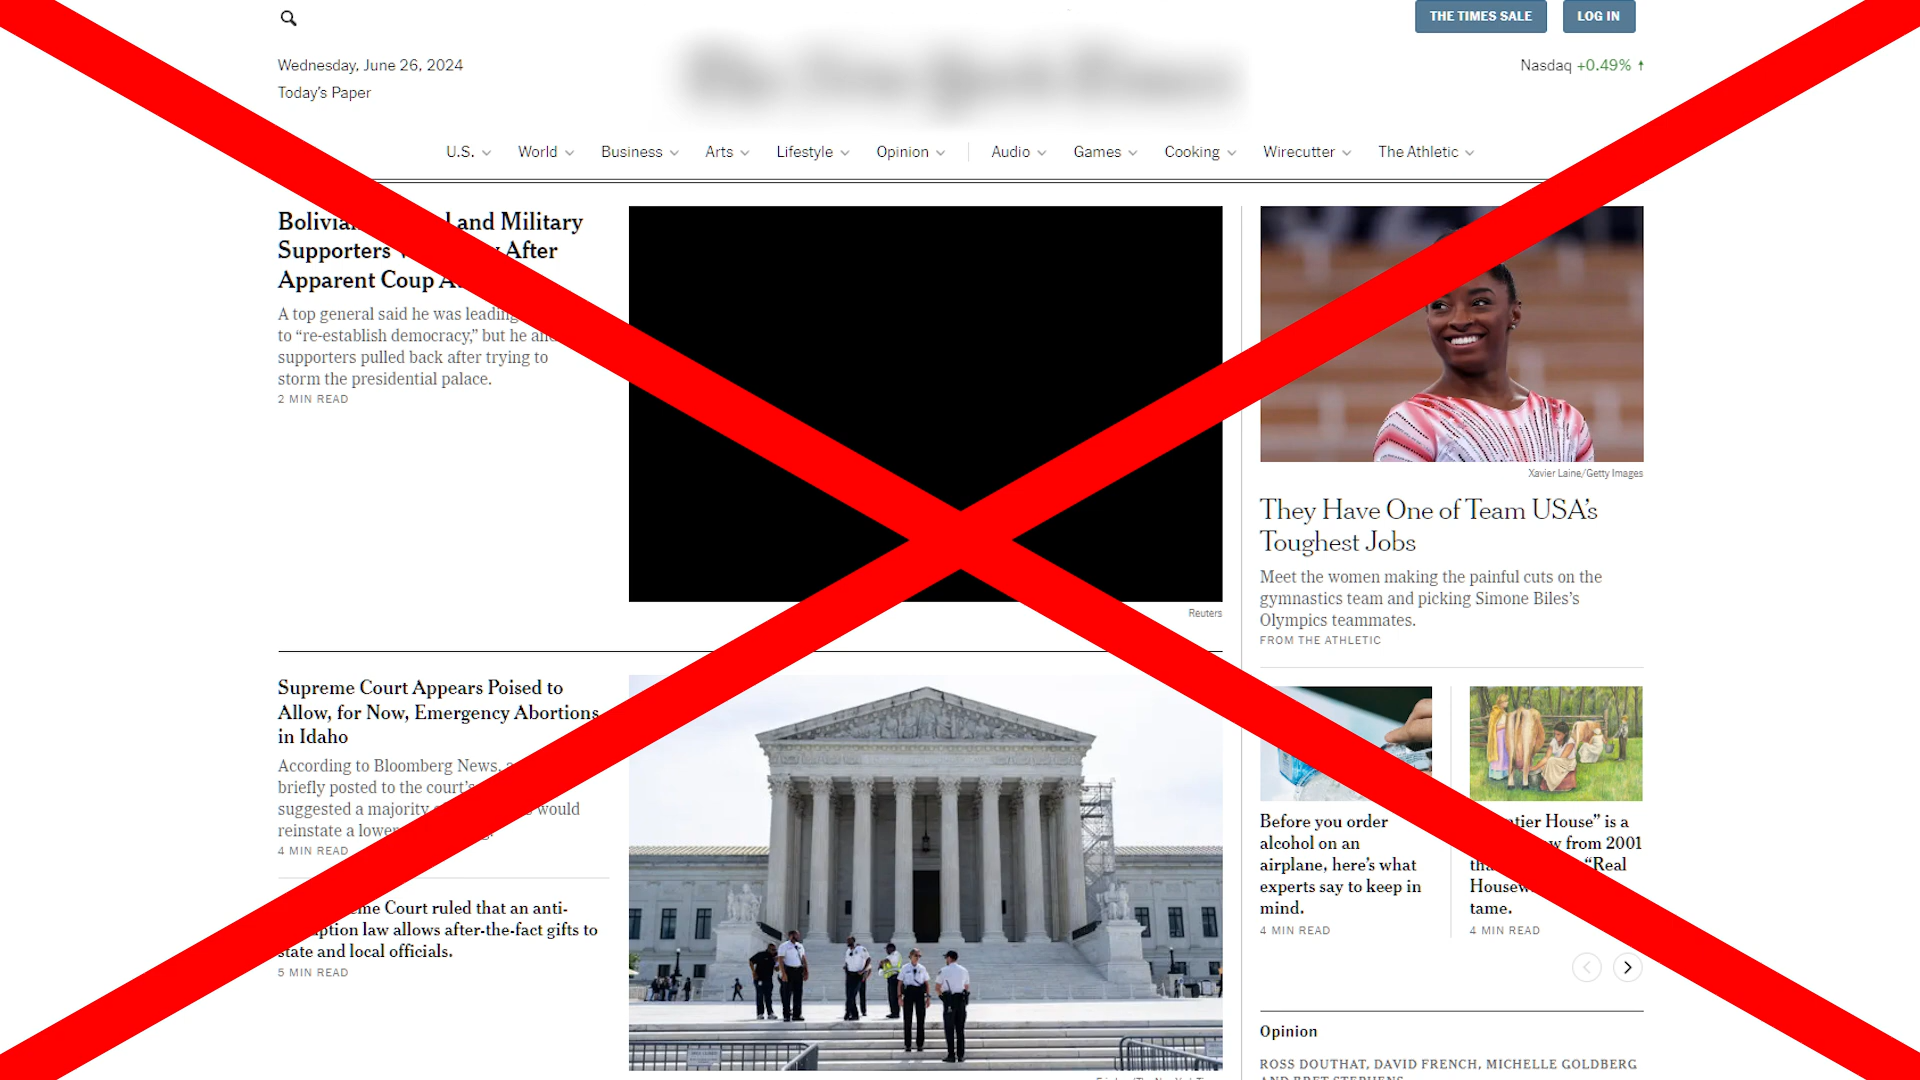 THE TIMES SALE
LOG IN
Wednesday, June 26, 2024
Today's Paper
Nasdaq +0.49% ↑
U.S.
World
Business
Arts
Lifestyle
Opinion
Audio
Games
Cooking
Wirecutter
The Athletic
and Military
Supporters After
Apparent Coup
A top general said he was leading
to “re-establish democracy,” but he
supporters pulled back after trying to
storm the presidential palace.
2 MIN READ
Reuters
Supreme Court Appears Poised to
Allow, for Now, Emergency Abortions
in Idaho
According to Bloomberg News,
briefly posted to the court's
suggested a majority would
reinstate a lower
4 MIN READ
Court ruled that an anti-
law allows after-the-fact gifts to
state and local officials.
5 MIN READ
Xavier Laine/Getty Images
They Have One of Team USA's
Toughest Jobs
Meet the women making the painful cuts on the
gymnastics team and picking Simone Biles's
Olympics teammates.
FROM THE ATHLETIC
Before you order
alcohol on an
airplane, here's what
experts say to keep in
mind.
4 MIN READ
House” is a
from 2001
“Real
tame.
4 MIN READ
Opinion
ROSS DOUTHAT, DAVID FRENCH, MICHELLE GOLDBERG
AND BRET STEPHENS